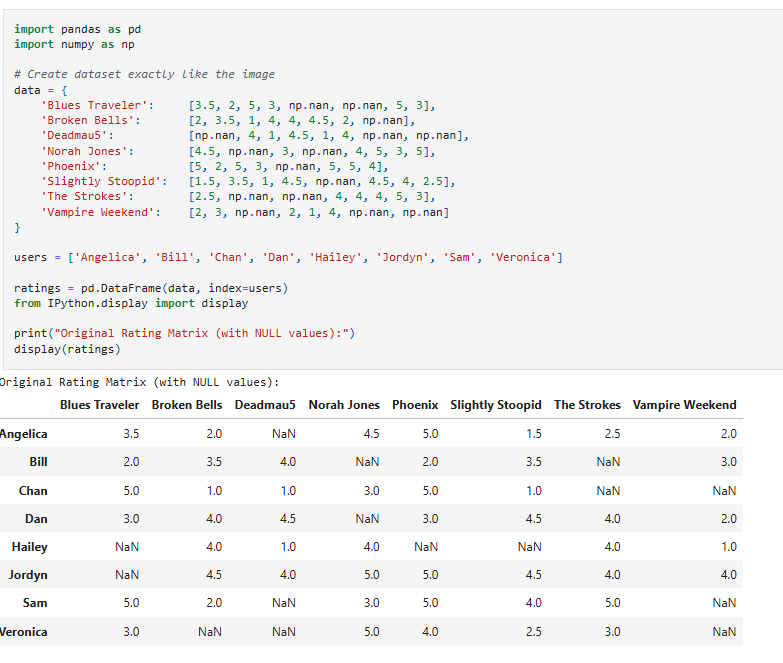 import pandas as pd
import numpy as np
# Create dataset exactly like the image
data = {
    'Blues Traveler':     [3.5, 2, 5, 3, np.nan, np.nan, 5, 3],
    'Broken Bells':       [2, 3.5, 1, 4, 4, 4.5, 2, np.nan],
    'Deadmau5':           [np.nan, 4, 1, 4.5, 1, 4, np.nan, np.nan],
    'Norah Jones':        [4.5, np.nan, 3, np.nan, 4, 5, 3, 5],
    'Phoenix':            [5, 2, 5, 3, np.nan, 5, 5, 4],
    'Slightly Stoopid':   [1.5, 3.5, 1, 4.5, np.nan, 4.5, 4, 2.5],
    'The Strokes':        [2.5, np.nan, np.nan, 4, 4, 4, 5, 3],
    'Vampire Weekend':    [2, 3, np.nan, 2, 1, 4, np.nan, np.nan]
}
users = ['Angelica', 'Bill', 'Chan', 'Dan', 'Hailey', 'Jordyn', 'Sam', 'Veronica']
ratings = pd.DataFrame(data, index=users)
from IPython.display import display
print("Original Rating Matrix (with NULL values):")
display(ratings)
Original Rating Matrix (with NULL values):
Blues Traveler Broken Bells Deadmau5 Norah Jones Phoenix Slightly Stoopid The Strokes Vampire Weekend
Angelica 3.5 2.0 NaN 4.5 5.0 1.5 2.5 2.0
Bill 2.0 3.5 4.0 NaN 2.0 3.5 NaN 3.0
Chan 5.0 1.0 1.0 3.0 5.0 1.0 NaN NaN
Dan 3.0 4.0 4.5 NaN 3.0 4.5 4.0 2.0
Hailey NaN 4.0 1.0 4.0 NaN NaN 4.0 1.0
Jordyn NaN 4.5 4.0 5.0 5.0 4.5 4.0 4.0
Sam 5.0 2.0 NaN 3.0 5.0 4.0 5.0 NaN
Veronica 3.0 NaN NaN 5.0 4.0 2.5 3.0 NaN